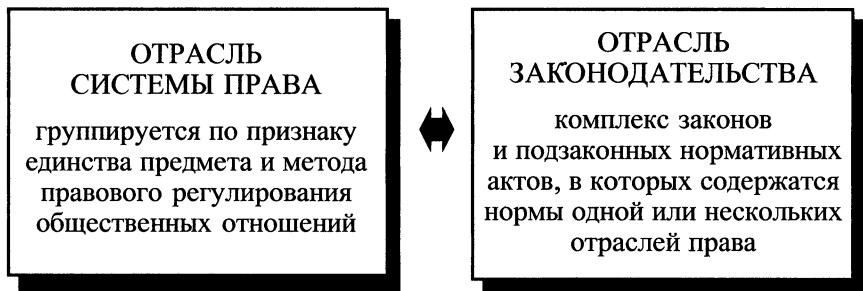 ОТРАСЛЬ
СИСТЕМЫ ПРАВА
группируется по признаку
единства предмета и метода
правового регулирования
общественных отношений
ОТРАСЛЬ
ЗАКОНОДАТЕЛЬСТВА
комплекс законов
и подзаконных нормативных
актов, в которых содержатся
нормы одной или нескольких
отраслей права